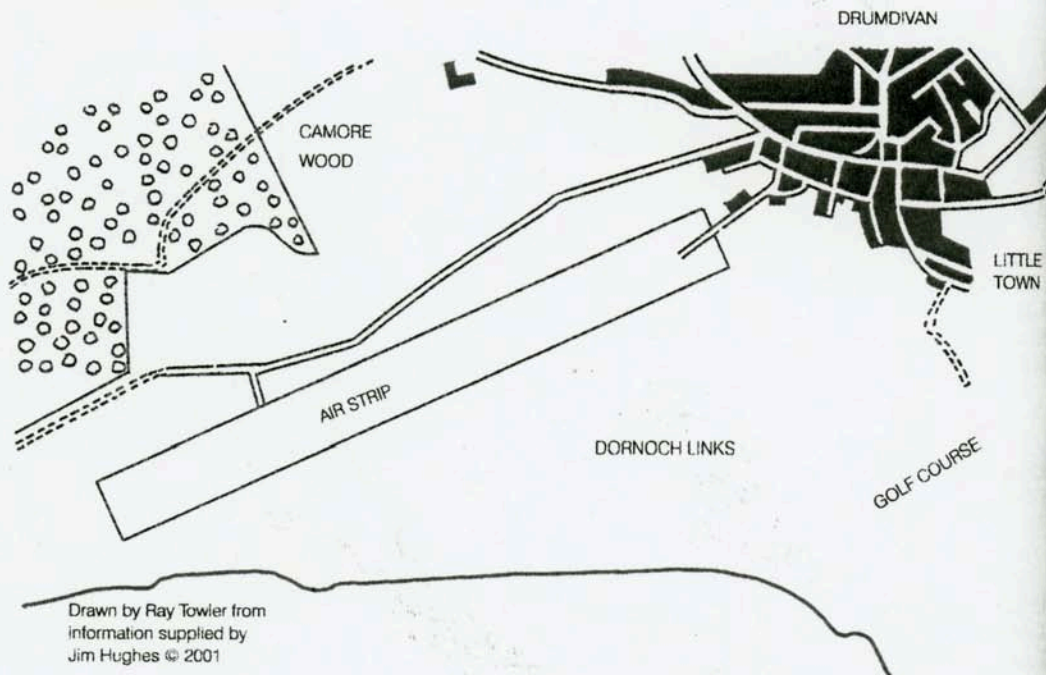 DRUMDIVAN
CAMORE
WOOD
LITTLE
TOWN
AIR STRIP
DORNOCH LINKS
GOLF COURSE
Drawn by Ray Towler from
information supplied by
Jim Hughes © 2001